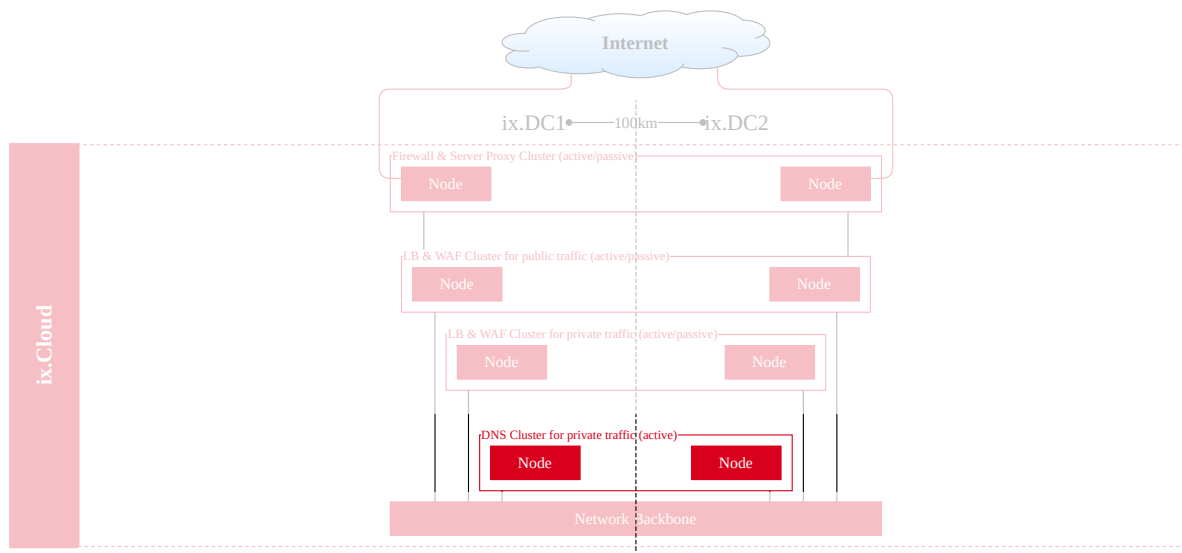 Internet
ix.DC1
100km
ix.DC2
Firewall & Server Proxy Cluster (active/passive)
Node
Node
LB & WAF Cluster for public traffic (active/passive)
Node
Node
ix.Cloud
LB & WAF Cluster for private traffic (active/passive)
Node
Node
DNS Cluster for private traffic (active)
Node
Node
Network Backbone